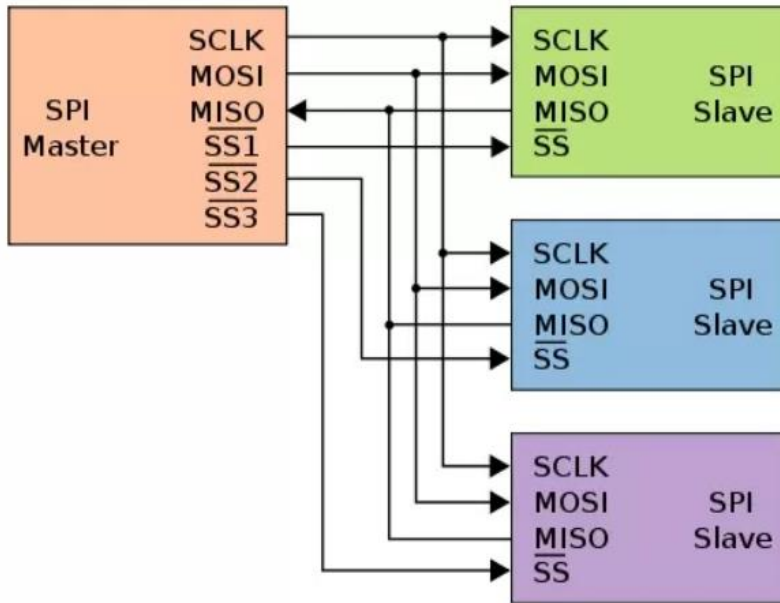 SPI
Master
SCLK
MOSI
MISO
SS1
SS2
SS3
SCLK
MOSI
MISO
SS
SPI
Slave
SCLK
MOSI
MISO
SS
SPI
Slave
SCLK
MOSI
MISO
SS
SPI
Slave